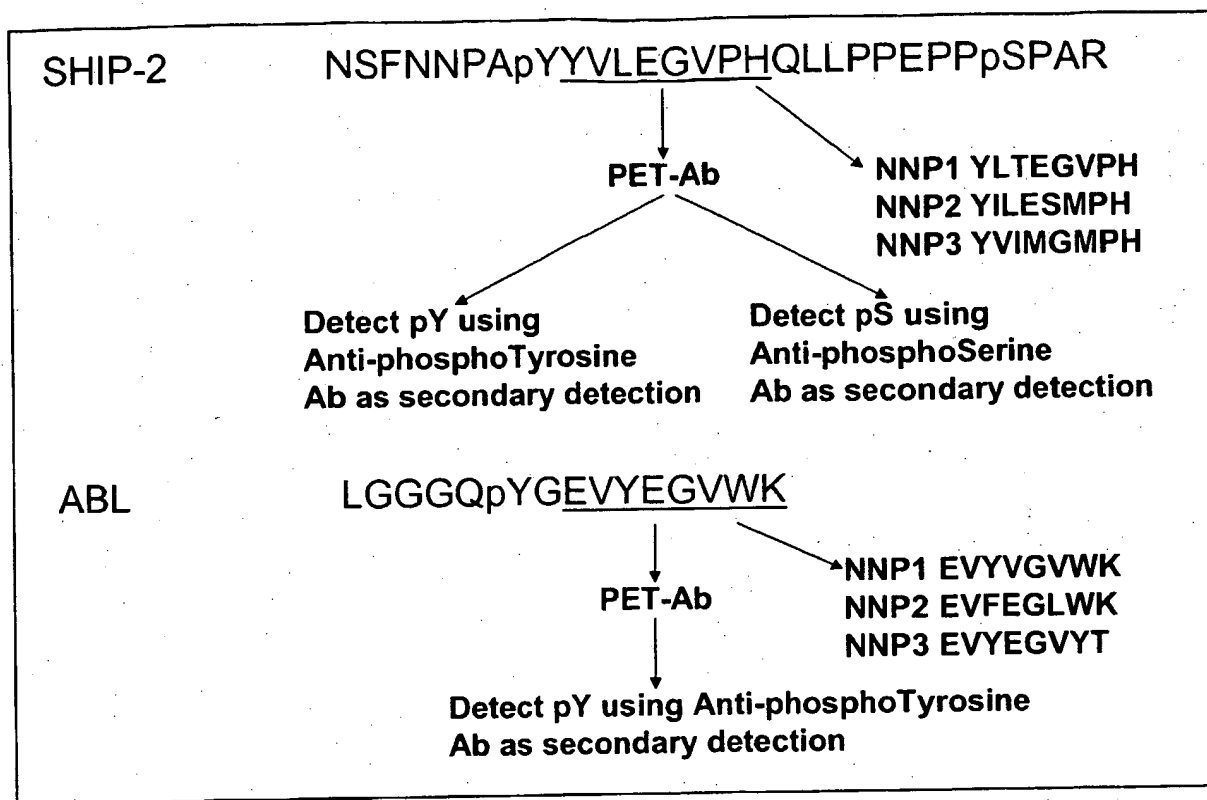 SHIP-2 NSFNNPApYYVLEGVPHQLLPPEPPpSPAR
PET-Ab
NNP1 YLTEGVPH
NNP2 YILESMPH
NNP3 YVIMGMPH
Detect pY using
Anti-phosphoTyrosine
Ab as secondary detection
Detect pS using
Anti-phosphoSerine
Ab as secondary detection
ABL LGGGQpYGEVYEGVWK
PET-Ab
NNP1 EVYVGVWK
NNP2 EVFEGLWK
NNP3 EVYEGVYT
Detect pY using Anti-phosphoTyrosine
Ab as secondary detection